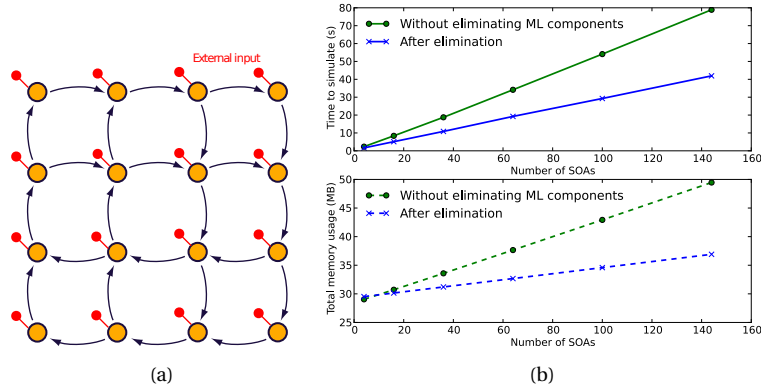 External input
(a)
80
70
60
50
40
30
20
10
0
Time to simulate (s)
Without eliminating ML components
After elimination
0 20 40 60 80 100 120 140 160
Number of SOAs
50
45
40
35
30
25
Total memory usage (MB)
Without eliminating ML components
After elimination
0 20 40 60 80 100 120 140 160
Number of SOAs
(b)